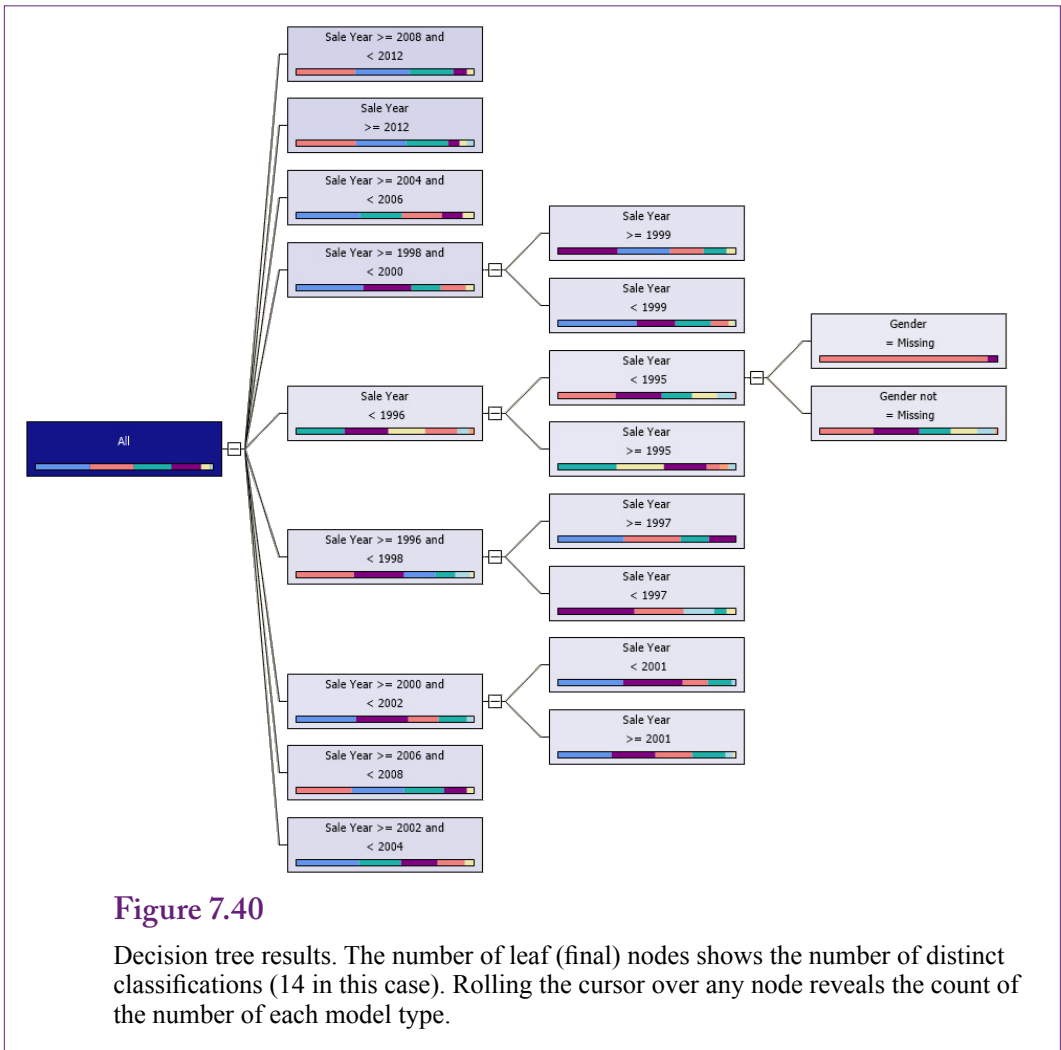 All
Sale Year >= 2008 and
< 2012
Sale Year
>= 2012
Sale Year >= 2004 and
< 2006
Sale Year >= 1998 and
< 2000
Sale Year
< 1996
Sale Year >= 1996 and
< 1998
Sale Year >= 2000 and
< 2002
Sale Year >= 2006 and
< 2008
Sale Year >= 2002 and
< 2004
Sale Year
>= 1999
Sale Year
< 1999
Sale Year
< 1995
Sale Year
>= 1995
Sale Year
>= 1997
Sale Year
< 1997
Sale Year
< 2001
Sale Year
>= 2001
Gender
= Missing
Gender not
= Missing
Figure 7.40
Decision tree results. The number of leaf (final) nodes shows the number of distinct
classifications (14 in this case). Rolling the cursor over any node reveals the count of
the number of each model type.